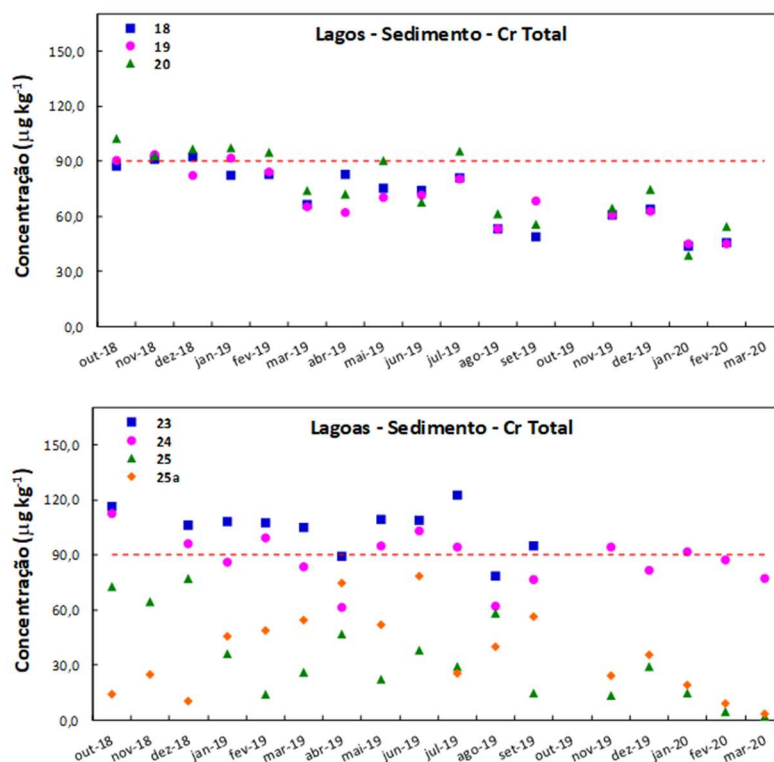 Lagos - Sedimento - Cr Total
18
19
20
Concentração (µg kg⁻¹)
150,0
120,0
90,0
60,0
30,0
0,0
out-18 nov-18 dez-18 jan-19 fev-19 mar-19 abr-19 mai-19 jun-19 jul-19 ago-19 set-19 out-19 nov-19 dez-19 jan-20 fev-20 mar-20
Lagoas - Sedimento - Cr Total
23
24
25
25a
Concentração (µg kg⁻¹)
150,0
120,0
90,0
60,0
30,0
0,0
out-18 nov-18 dez-18 jan-19 fev-19 mar-19 abr-19 mai-19 jun-19 jul-19 ago-19 set-19 out-19 nov-19 dez-19 jan-20 fev-20 mar-20